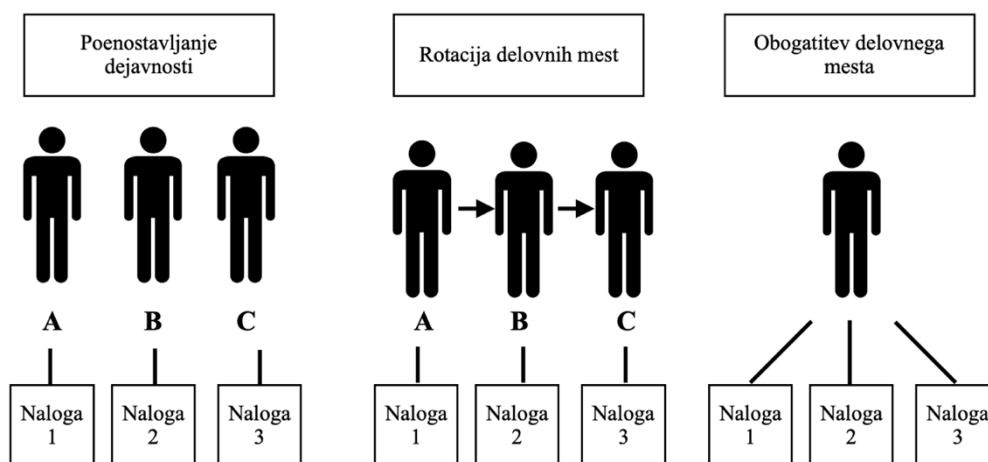 Poenostavljanje
dejavnosti
Rotacija delovnih mest
Obogatitev delovnega
mesta
A
B
C
A
B
C
Naloga
1
Naloga
2
Naloga
3
Naloga
1
Naloga
2
Naloga
3
Naloga
1
Naloga
2
Naloga
3